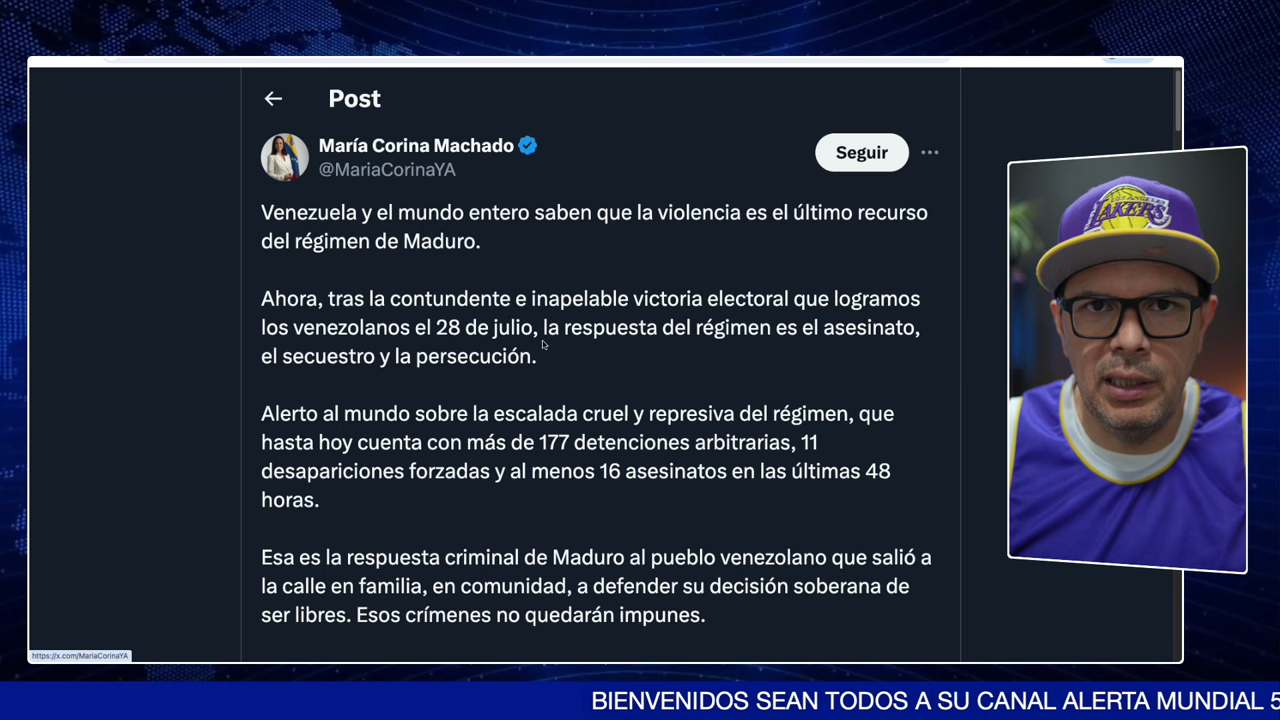 Post
María Corina Machado
@MariaCorinaYA
Seguir
Venezuela y el mundo entero saben que la violencia es el último recurso
del régimen de Maduro.
Ahora, tras la contundente e inapelable victoria electoral que logramos
los venezolanos el 28 de julio, la respuesta del régimen es el asesinato,
el secuestro y la persecución.
Alerto al mundo sobre la escalada cruel y represiva del régimen, que
hasta hoy cuenta con más de 177 detenciones arbitrarias, 11
desapariciones forzadas y al menos 16 asesinatos en las últimas 48
horas.
Esa es la respuesta criminal de Maduro al pueblo venezolano que salió a
la calle en familia, en comunidad, a defender su decisión soberana de
ser libres. Esos crímenes no quedarán impunes.
https://x.com/MariaCorinaYA
LOS ANGELES
LAKERS
BIENVENIDOS SEAN TODOS A SU CANAL ALERTA MUNDIAL 5